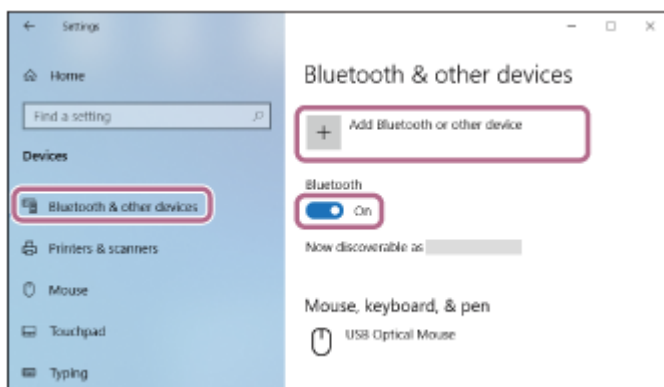 Settings
Home
Find a setting
Devices
Bluetooth & other devices
Printers & scanners
Mouse
Touchpad
Typing
Bluetooth & other devices
Add Bluetooth or other device
Bluetooth
On
Now discoverable as
Mouse, keyboard, & pen
USB Optical Mouse